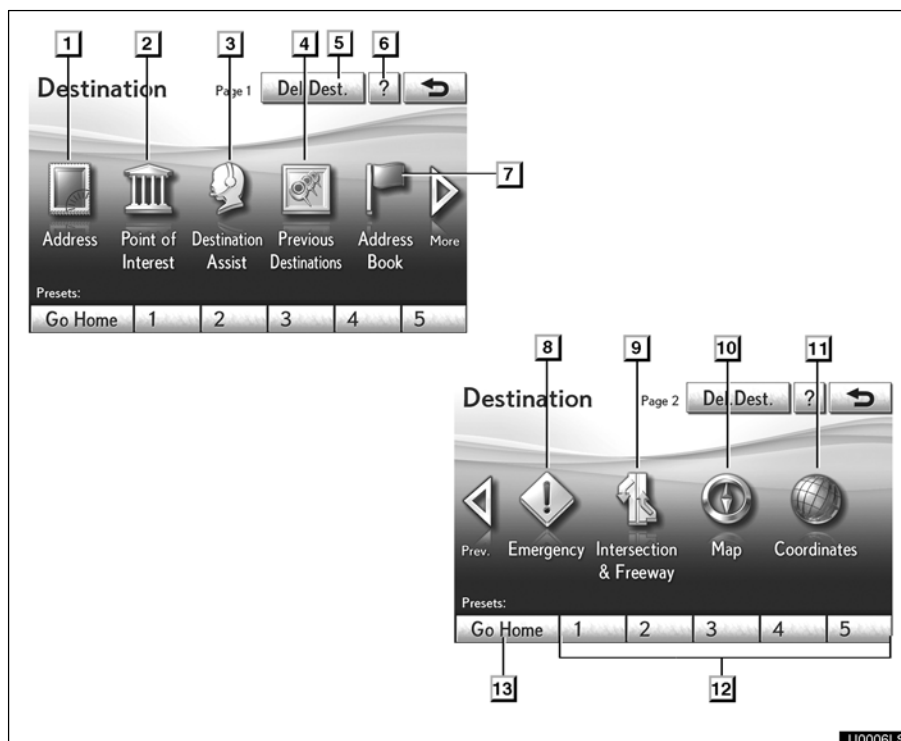 1 2 3 4 5 6
Destination Page 1 Del.Dest. ?
7
Address Point of Interest Destination Assist Previous Destinations Address Book More
Presets:
Go Home 1 2 3 4 5
8 9 10 11
Destination Page 2 Del.Dest. ?
Prev. Emergency Intersection & Freeway Map Coordinates
Presets:
Go Home 1 2 3 4 5
13 12